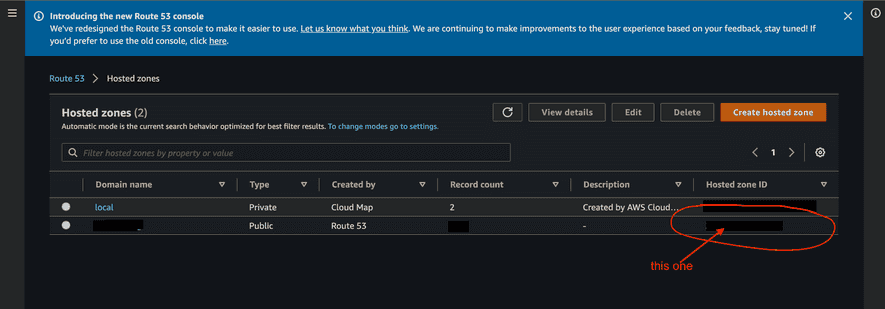 Introducing the new Route 53 console
We've redesigned the Route 53 console to make it easier to use. Let us know what you think. We are continuing to make improvements to the user experience based on your feedback, stay tuned! If
you'd prefer to use the old console, click here.
Route 53 > Hosted zones
Hosted zones (2)
View details
Edit
Delete
Create hosted zone
Automatic mode is the current search behavior optimized for best filter results. To change modes go to settings.
Filter hosted zones by property or value
< 1 >
Domain name Type Created by Record count Description Hosted zone ID
local Private Cloud Map 2 Created by AWS Cloud...
Public Route 53 -
this one